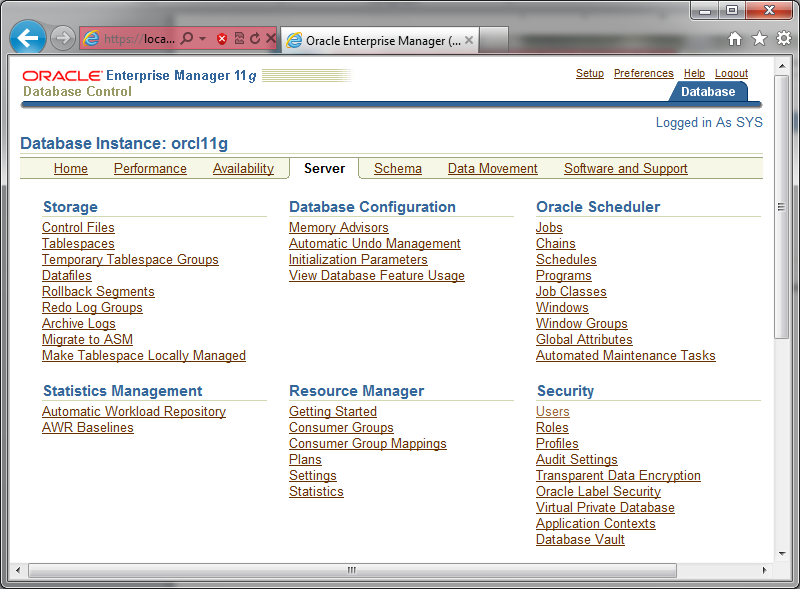 https://loca...
Oracle Enterprise Manager (...
ORACLE Enterprise Manager 11g
Database Control
Setup Preferences Help Logout
Database
Logged in As SYS
Database Instance: orcl11g
Home Performance Availability Server Schema Data Movement Software and Support
Storage
Control Files
Tablespaces
Temporary Tablespace Groups
Datafiles
Rollback Segments
Redo Log Groups
Archive Logs
Migrate to ASM
Make Tablespace Locally Managed
Database Configuration
Memory Advisors
Automatic Undo Management
Initialization Parameters
View Database Feature Usage
Oracle Scheduler
Jobs
Chains
Schedules
Programs
Job Classes
Windows
Window Groups
Global Attributes
Automated Maintenance Tasks
Statistics Management
Automatic Workload Repository
AWR Baselines
Resource Manager
Getting Started
Consumer Groups
Consumer Group Mappings
Plans
Settings
Statistics
Security
Users
Roles
Profiles
Audit Settings
Transparent Data Encryption
Oracle Label Security
Virtual Private Database
Application Contexts
Database Vault